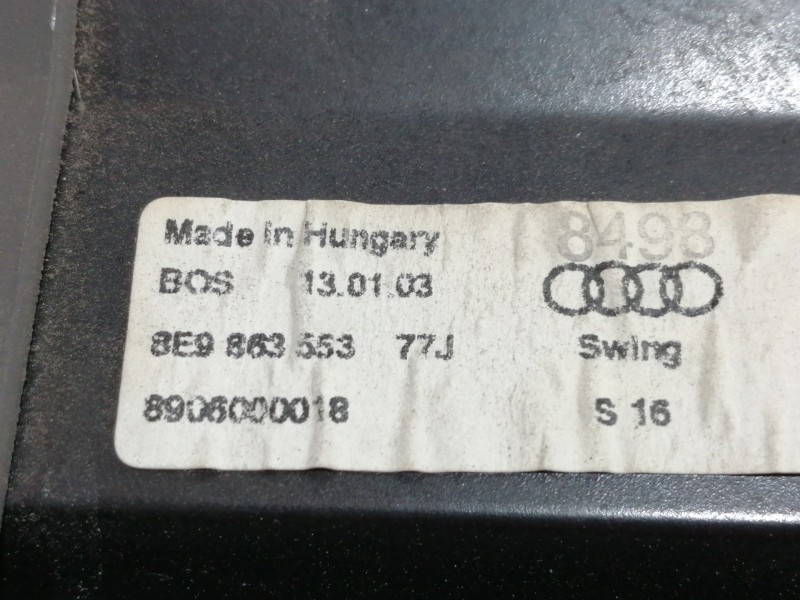 Made in Hungary
8498
BOS 13.01.03
8E9 863 553 77J
Swing
8906000018
S 16